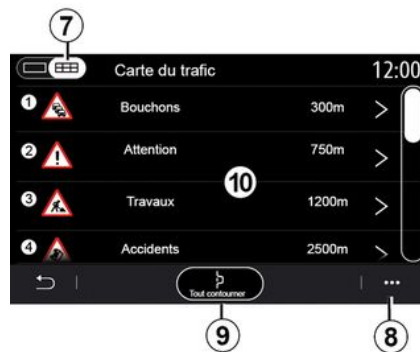 7
Carte du trafic 12:00
1 Bouchons 300m
2 Attention 750m
10
3 Travaux 1200m
4 Accidents 2500m
Tout contourner
9 8